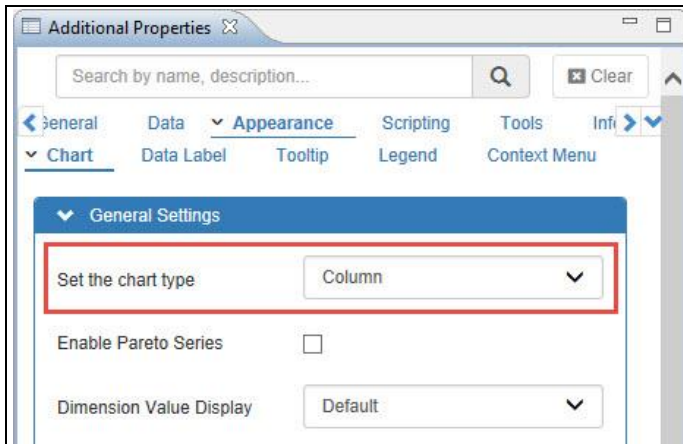 Additional Properties
Search by name, description...
Clear
General Data Appearance Scripting Tools
Chart Data Label Tooltip Legend Context Menu
General Settings
Set the chart type Column
Enable Pareto Series
Dimension Value Display Default